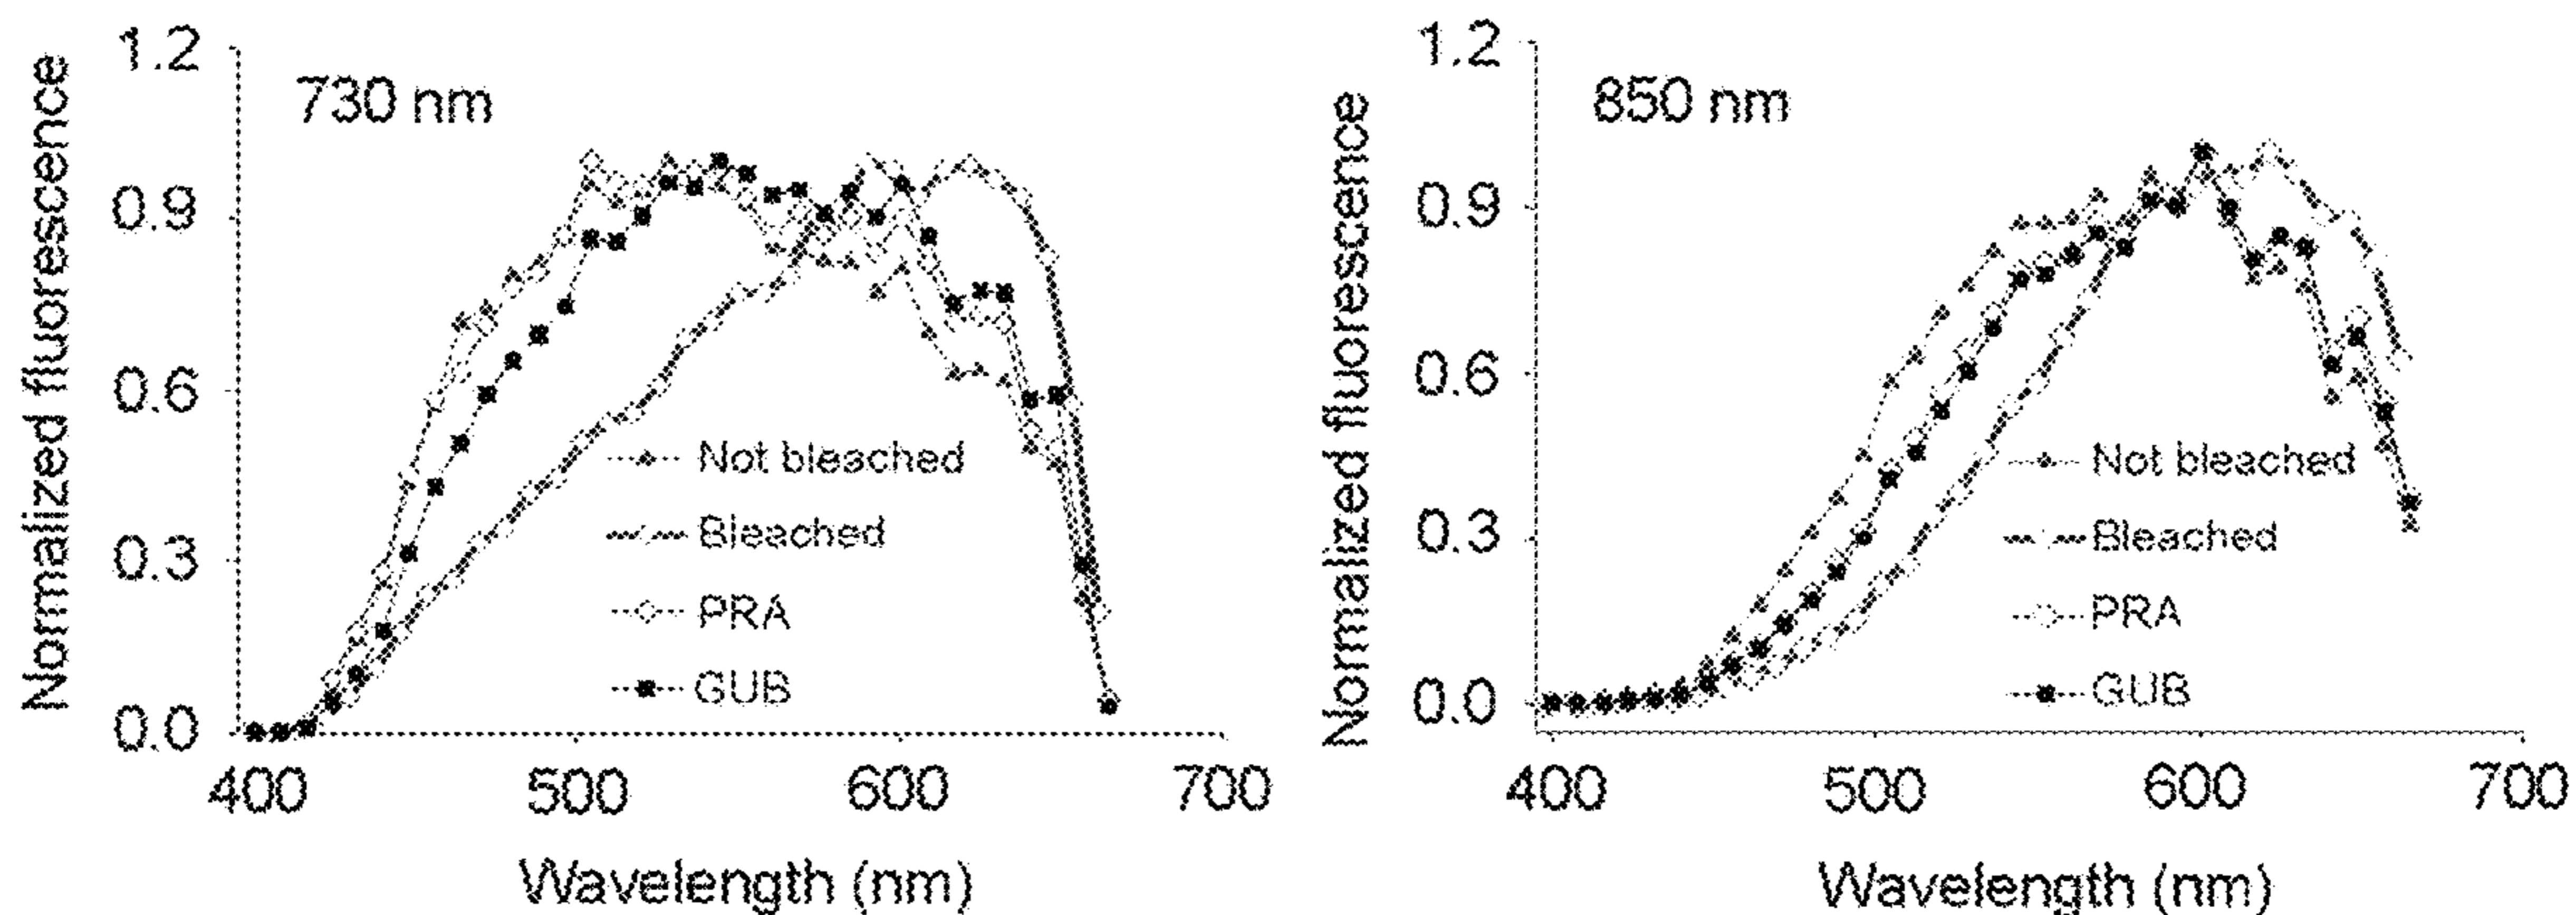 730 nm
Normalized fluorescence
1.2
0.9
0.6
0.3
0.0
400
500
600
700
Wavelength (nm)
Not bleached
Bleached
PRA
GUB
850 nm
Normalized fluorescence
1.2
0.9
0.6
0.3
0.0
400
500
600
700
Wavelength (nm)
Not bleached
Bleached
PRA
GUB